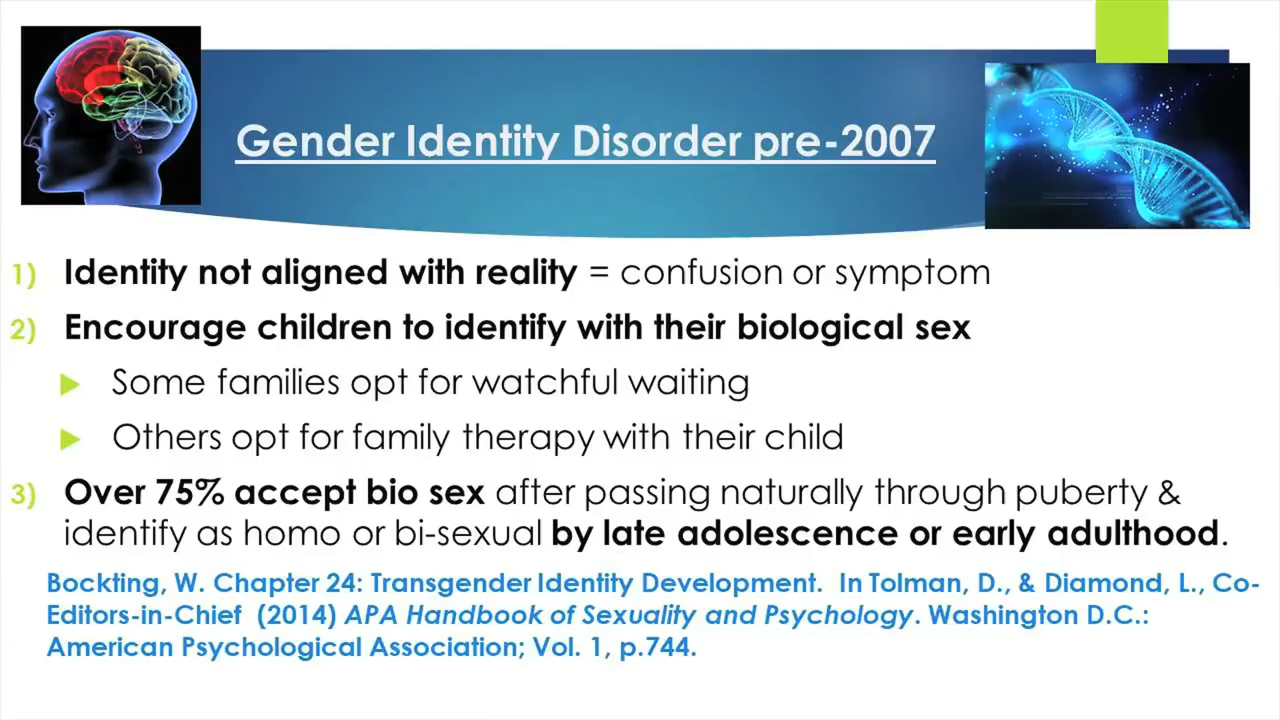 Gender Identity Disorder pre-2007
1) Identity not aligned with reality = confusion or symptom
2) Encourage children to identify with their biological sex
▶ Some families opt for watchful waiting
▶ Others opt for family therapy with their child
3) Over 75% accept bio sex after passing naturally through puberty &
identify as homo or bi-sexual by late adolescence or early adulthood.
Bockting, W. Chapter 24: Transgender Identity Development. In Tolman, D., & Diamond, L., Co-
Editors-in-Chief (2014) APA Handbook of Sexuality and Psychology. Washington D.C.:
American Psychological Association; Vol. 1, p.744.